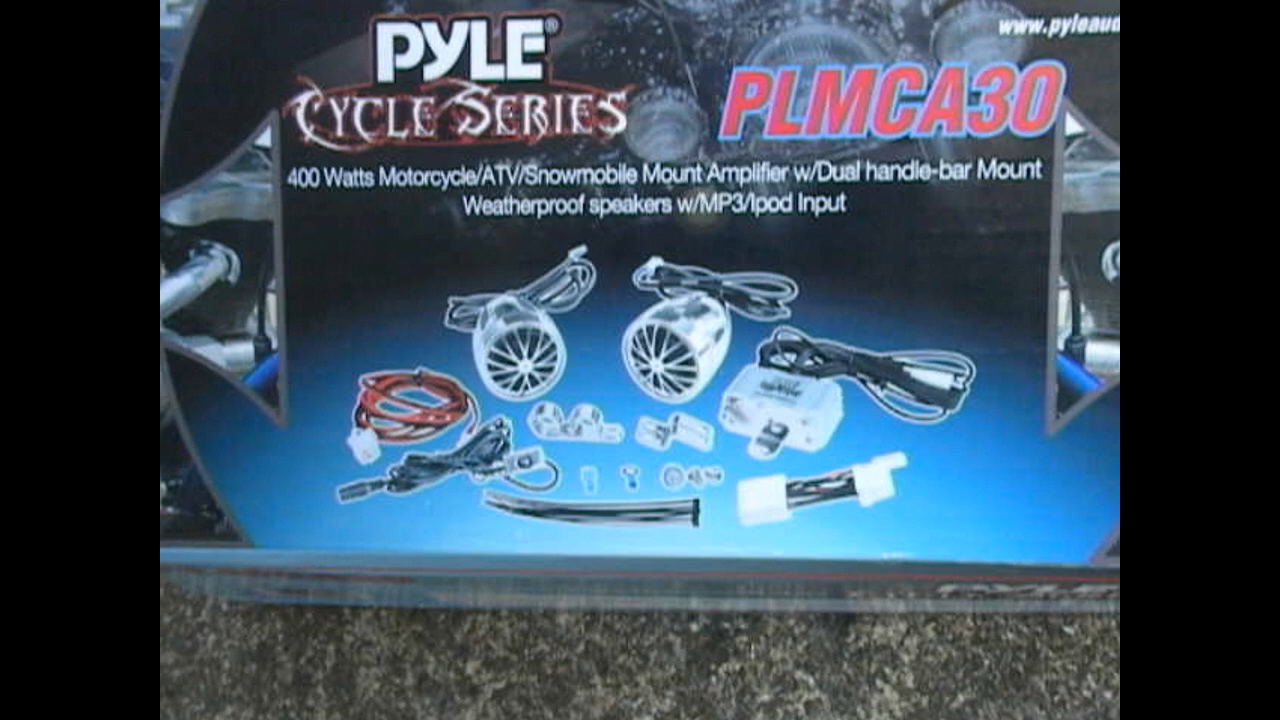 PYLE®
www.pyleaud
CYCLE SERIES
PLMCA30
400 Watts Motorcycle/ATV/Snowmobile Mount Amplifier w/Dual handle-bar Mount
Weatherproof speakers w/MP3/Ipod Input